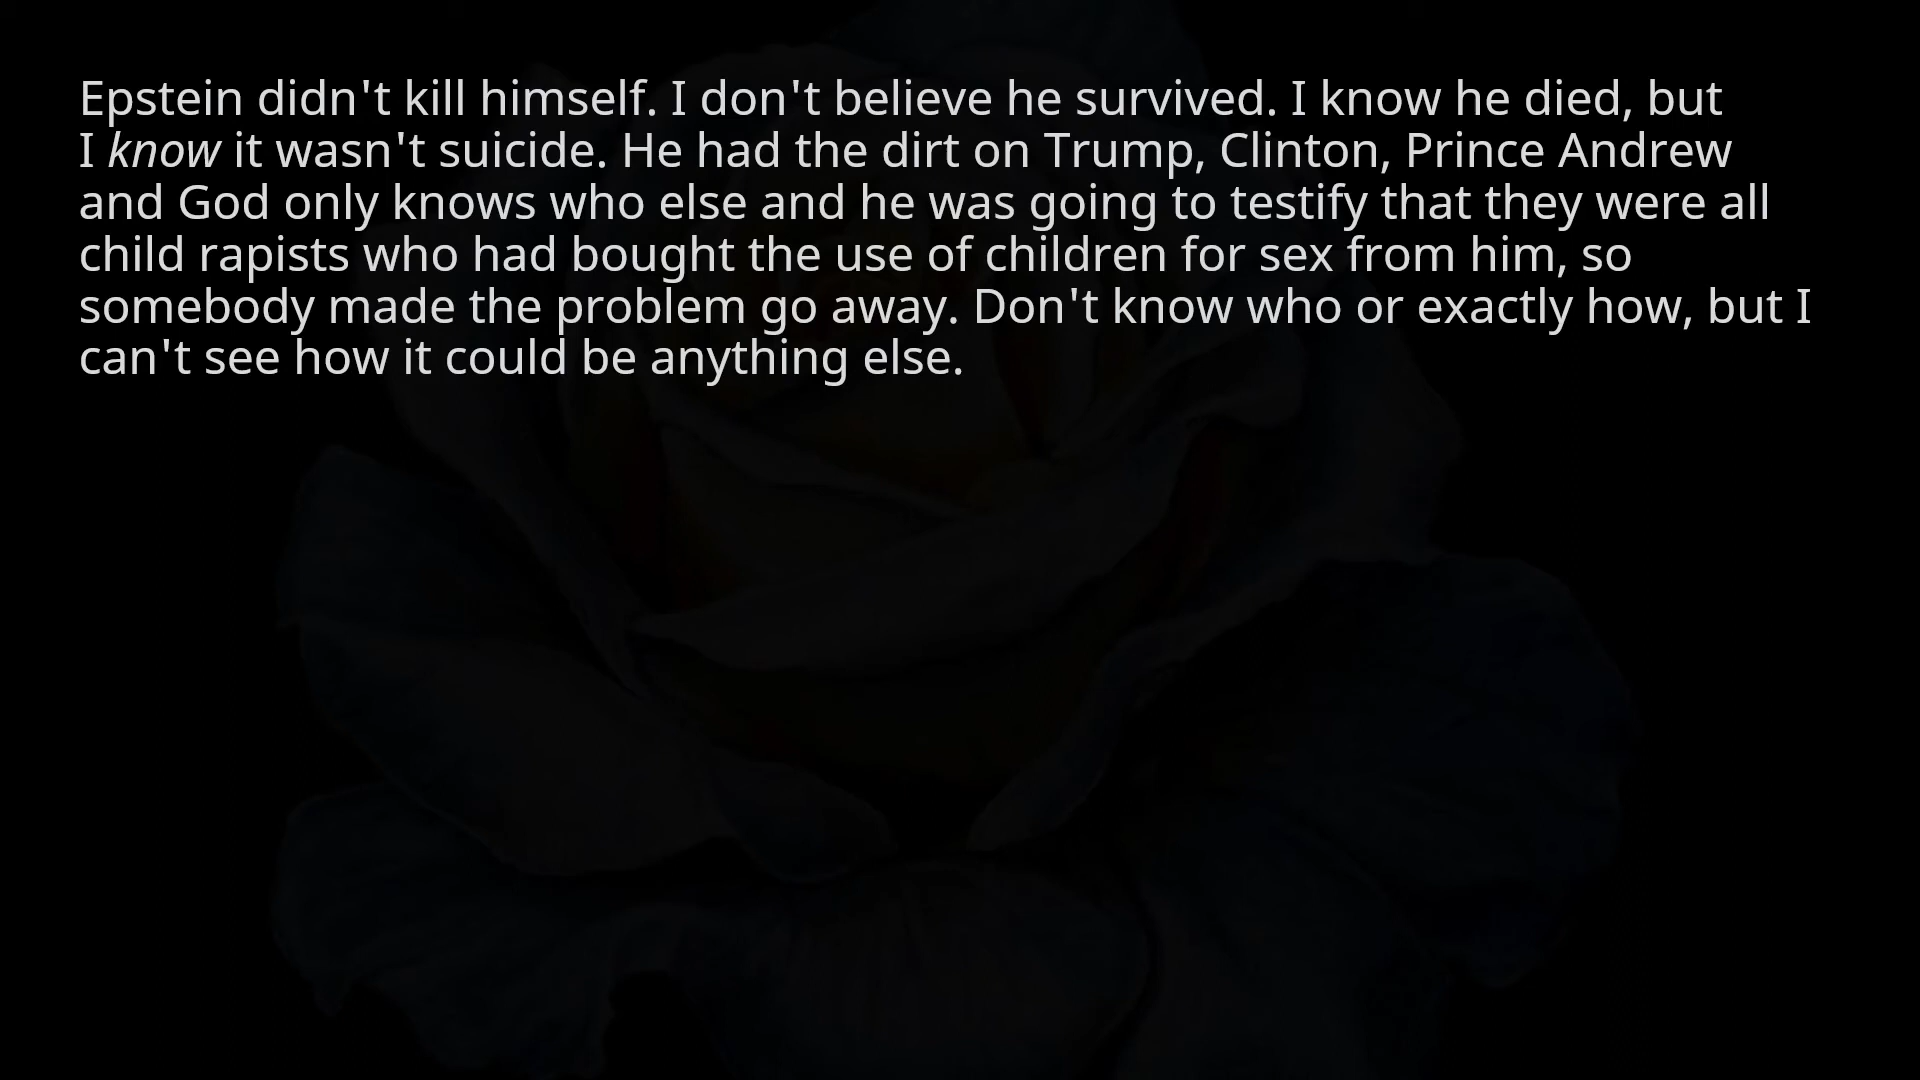 Epstein didn't kill himself. I don't believe he survived. I know he died, but
I know it wasn't suicide. He had the dirt on Trump, Clinton, Prince Andrew
and God only knows who else and he was going to testify that they were all
child rapists who had bought the use of children for sex from him, so
somebody made the problem go away. Don't know who or exactly how, but I
can't see how it could be anything else.